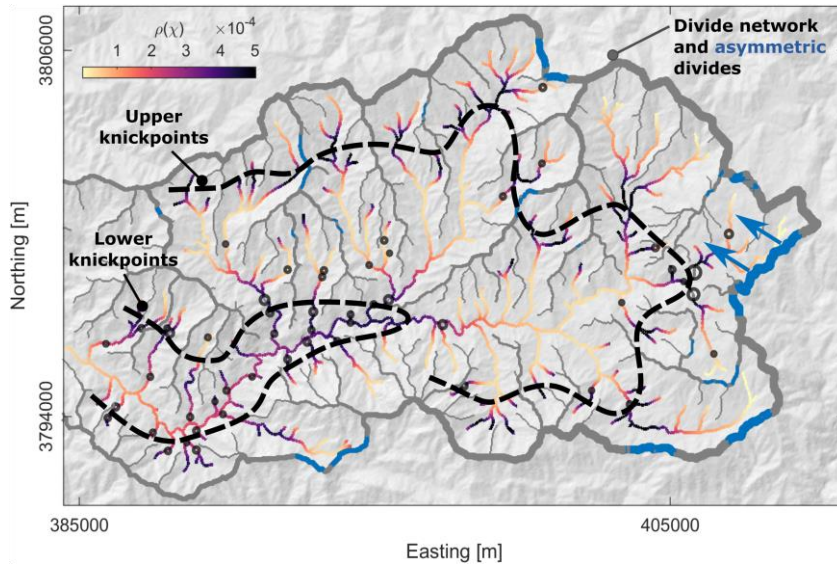 ρ(χ) ×10⁻⁴
1 2 3 4 5
Divide network
and asymmetric
divides
Upper
knickpoints
Lower
knickpoints
3806000
Northing [m]
3794000
385000 405000
Easting [m]